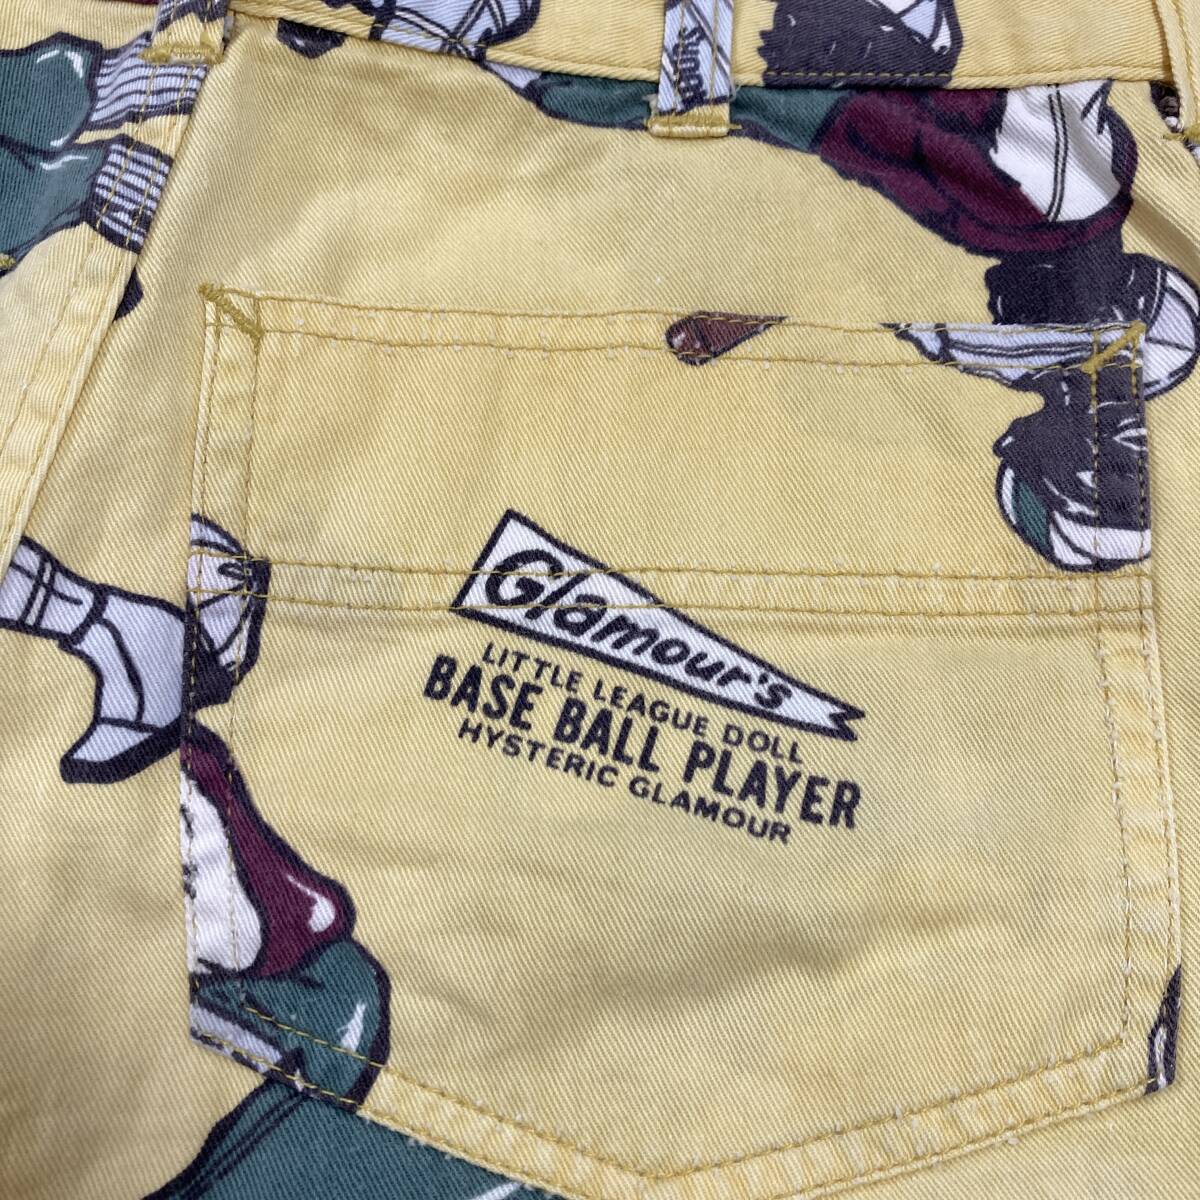 Glamour's
LITTLE LEAGUE DOLL
BASE BALL PLAYER
HYSTERIC GLAMOUR